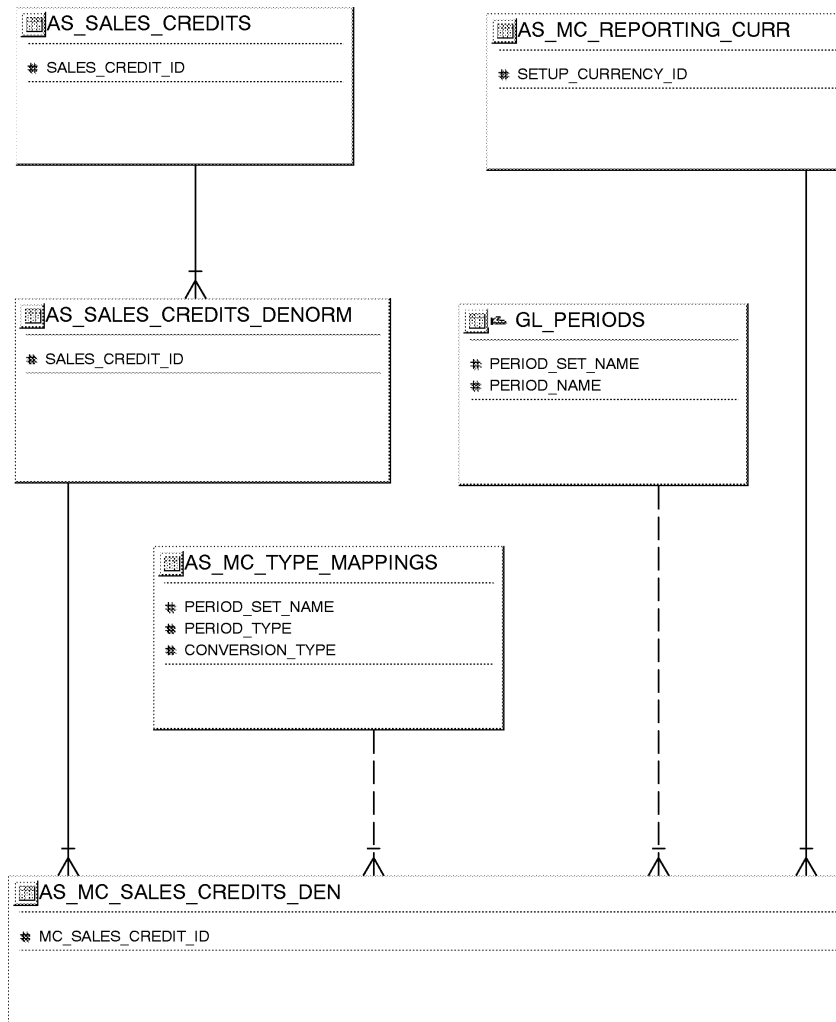 AS_SALES_CREDITS
# SALES_CREDIT_ID
AS_MC_REPORTING_CURR
# SETUP_CURRENCY_ID
AS_SALES_CREDITS_DENORM
# SALES_CREDIT_ID
GL_PERIODS
# PERIOD_SET_NAME
# PERIOD_NAME
AS_MC_TYPE_MAPPINGS
# PERIOD_SET_NAME
# PERIOD_TYPE
# CONVERSION_TYPE
AS_MC_SALES_CREDITS_DEN
# MC_SALES_CREDIT_ID